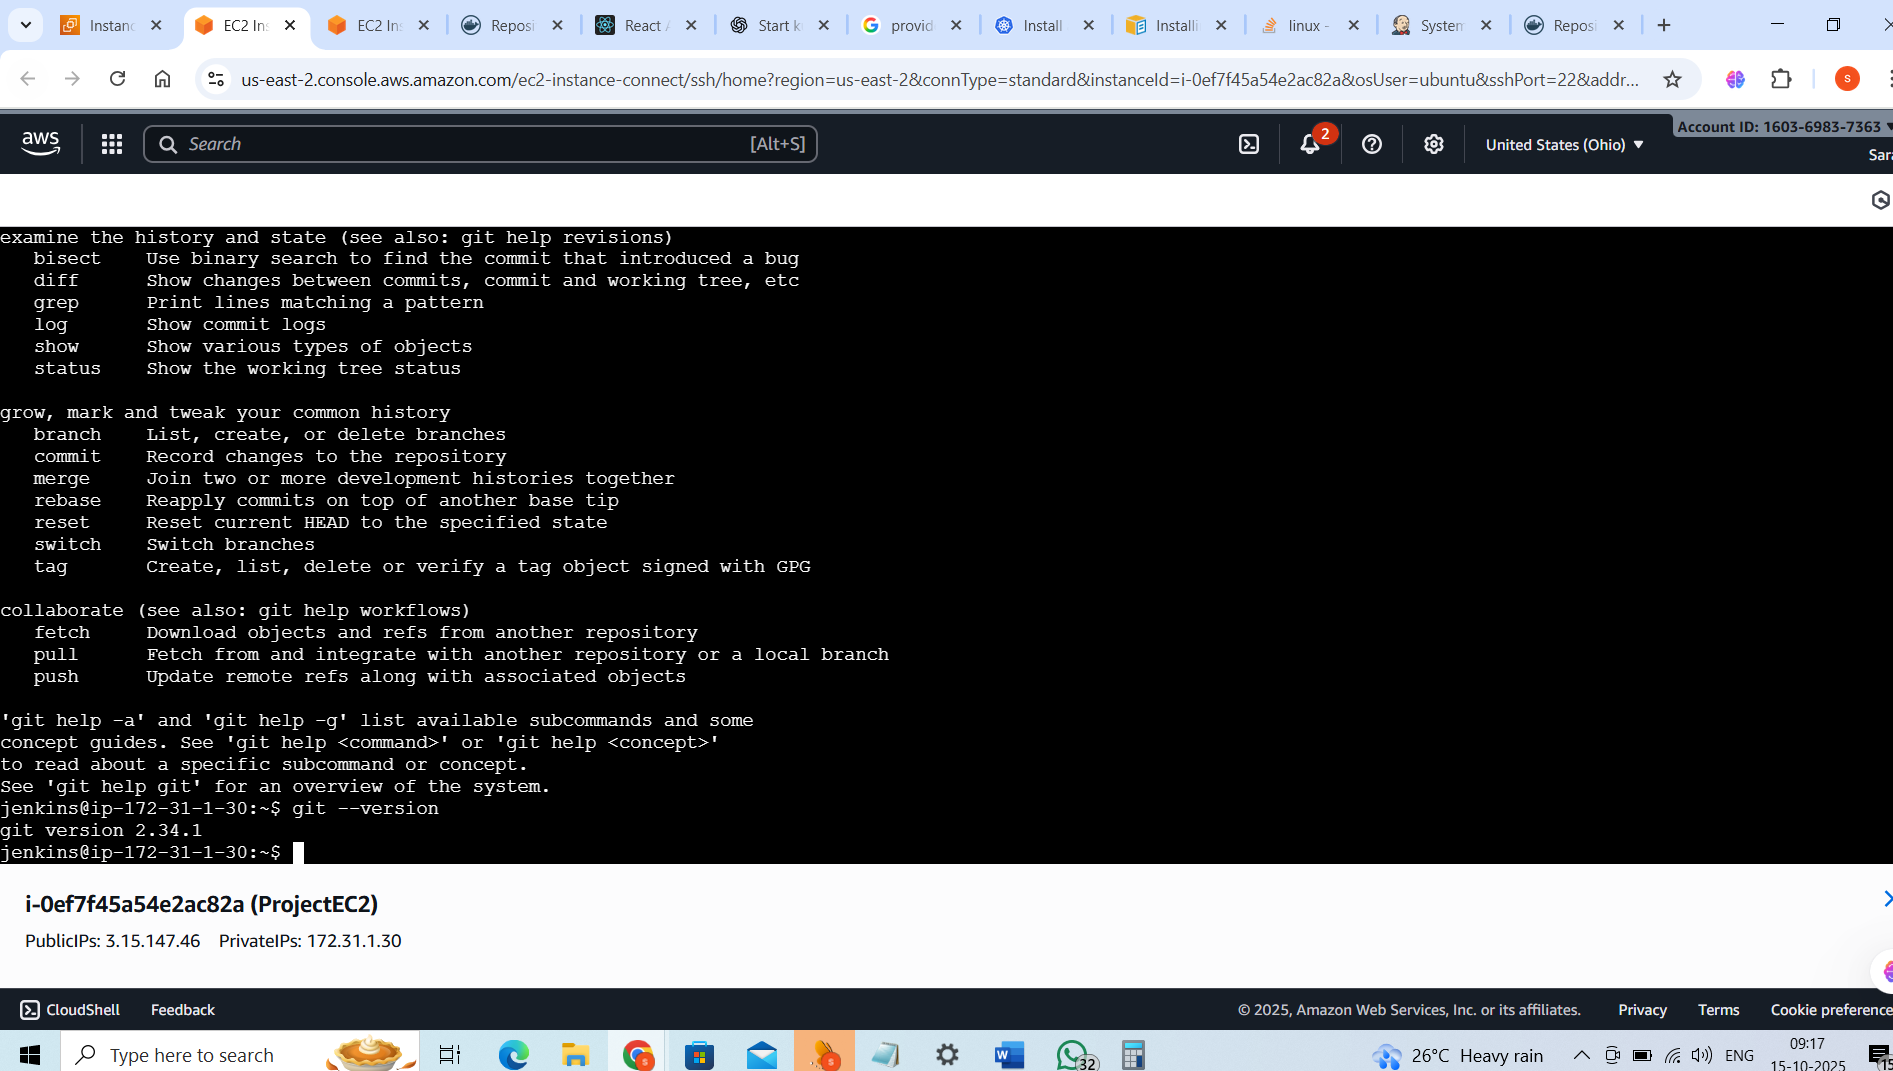 Instanc
EC2 Ins
EC2 Ins
Reposi
React A
Start k
provid
Install
Installi
linux -
System
Repos
us-east-2.console.aws.amazon.com/ec2-instance-connect/ssh/home?region=us-east-2&connType=standard&instanceId=i-0ef7f45a54e2ac82a&osUser=ubuntu&sshPort=22&addr...
S
aws
Search
[Alt+S]
2
United States (Ohio)
Account ID: 1603-6983-7363
Sara
examine the history and state (see also: git help revisions)
bisect Use binary search to find the commit that introduced a bug
diff Show changes between commits, commit and working tree, etc
grep Print lines matching a pattern
log Show commit logs
show Show various types of objects
status Show the working tree status
grow, mark and tweak your common history
branch List, create, or delete branches
commit Record changes to the repository
merge Join two or more development histories together
rebase Reapply commits on top of another base tip
reset Reset current HEAD to the specified state
switch Switch branches
tag Create, list, delete or verify a tag object signed with GPG
collaborate (see also: git help workflows)
fetch Download objects and refs from another repository
pull Fetch from and integrate with another repository or a local branch
push Update remote refs along with associated objects
'git help -a' and 'git help -g' list available subcommands and some
concept guides. See 'git help <command>' or 'git help <concept>'
to read about a specific subcommand or concept.
See 'git help git' for an overview of the system.
jenkins@ip-172-31-1-30:~$ git --version
git version 2.34.1
jenkins@ip-172-31-1-30:~$
i-0ef7f45a54e2ac82a (ProjectEC2)
PublicIPs: 3.15.147.46 PrivateIPs: 172.31.1.30
CloudShell
Feedback
© 2025, Amazon Web Services, Inc. or its affiliates.
Privacy
Terms
Cookie preference
Type here to search
32
26°C Heavy rain
ENG
09:17
15-10-2025
15